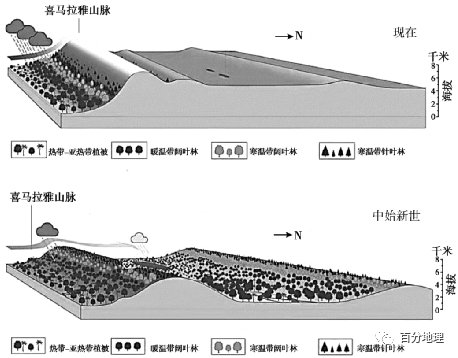 喜马拉雅山脉
N
现在
千米
8
6
4
2
0
海拔
热带-亚热带植被 暖温带阔叶林 寒温带阔叶林 寒温带针叶林
喜马拉雅山脉
N
中始新世
千米
8
6
4
2
0
海拔
热带-亚热带植被 暖温带阔叶林 寒温带阔叶林 寒温带针叶林
百分地理